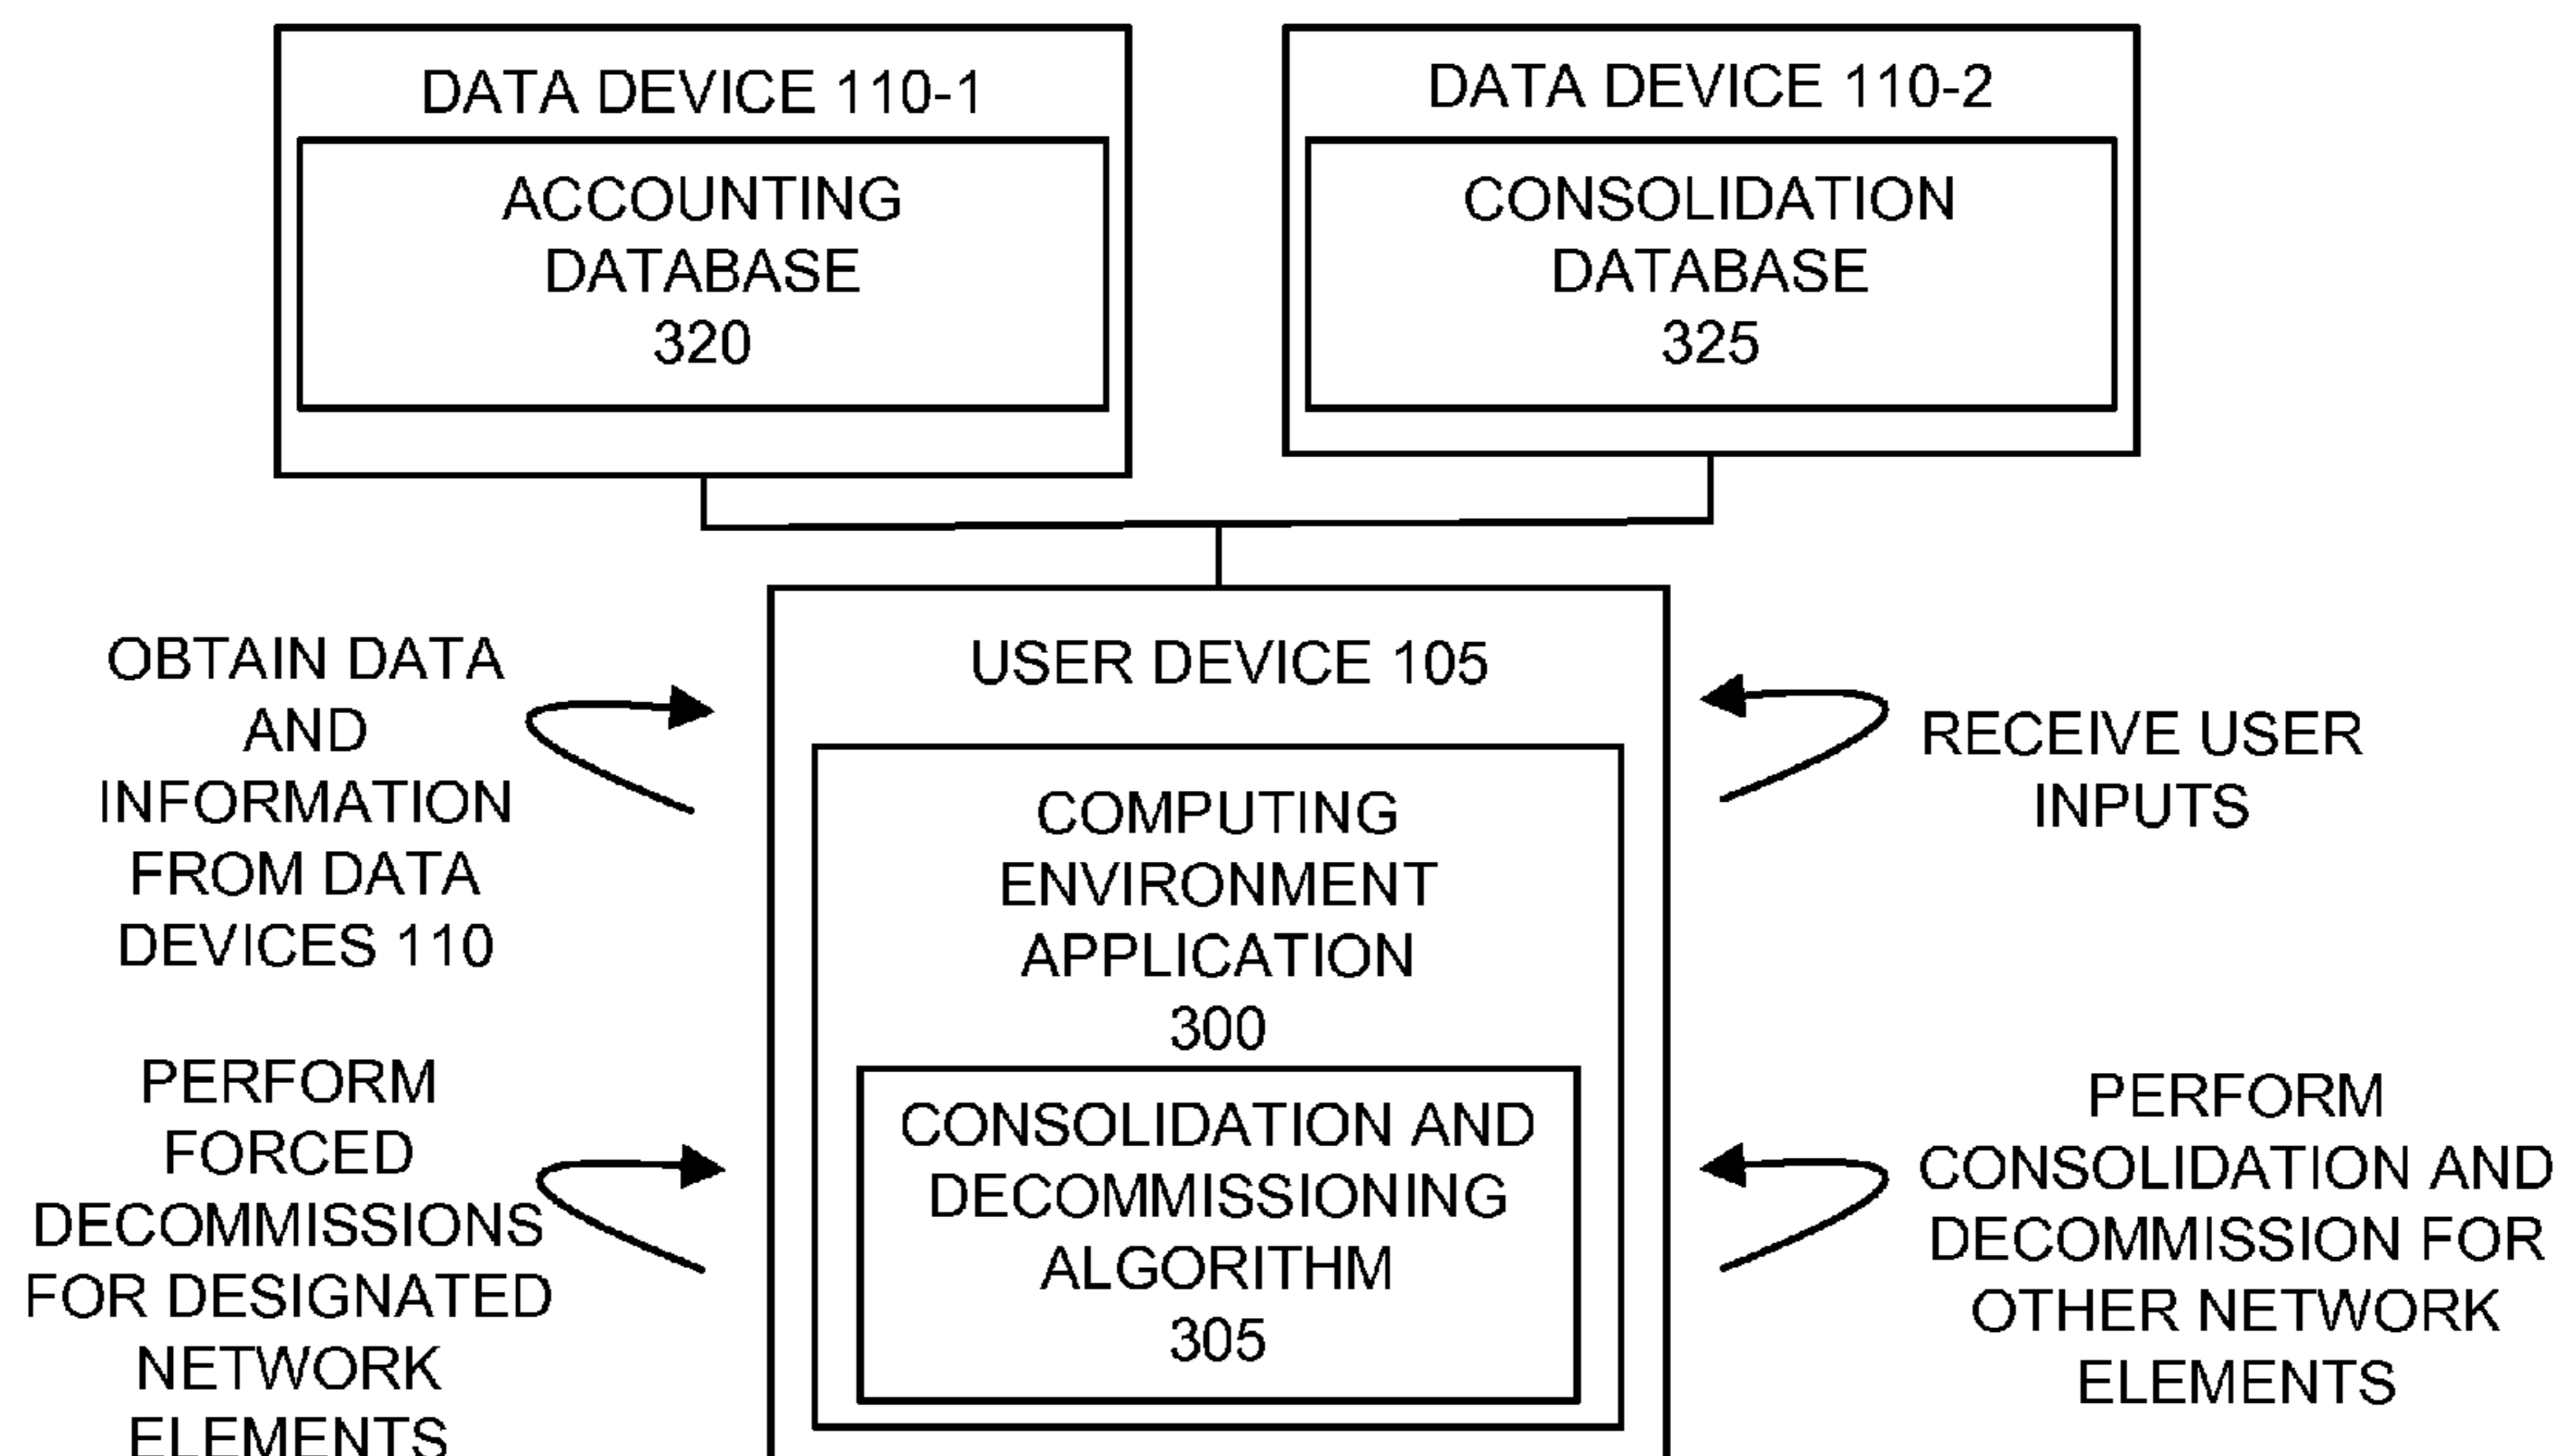 DATA DEVICE 110-1
ACCOUNTING
DATABASE
320
DATA DEVICE 110-2
CONSOLIDATION
DATABASE
325
OBTAIN DATA
AND
INFORMATION
FROM DATA
DEVICES 110
USER DEVICE 105
COMPUTING
ENVIRONMENT
APPLICATION
300
RECEIVE USER
INPUTS
PERFORM
FORCED
DECOMMISSIONS
FOR DESIGNATED
NETWORK
ELEMENTS
CONSOLIDATION AND
DECOMMISSIONING
ALGORITHM
305
PERFORM
CONSOLIDATION AND
DECOMMISSION FOR
OTHER NETWORK
ELEMENTS